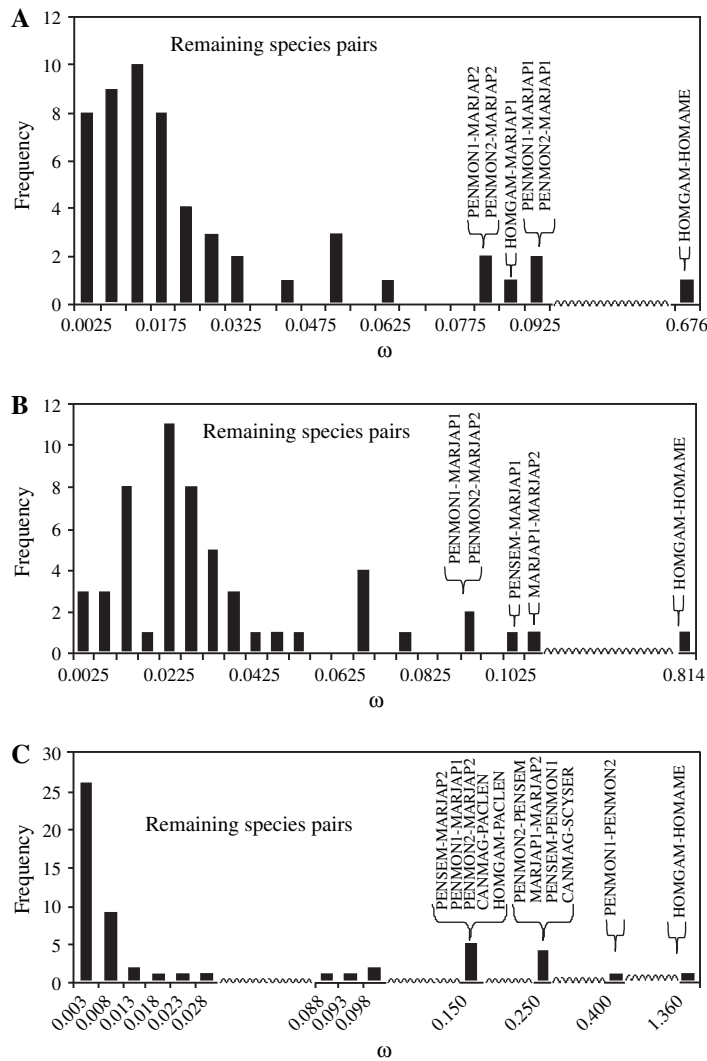 A
12
10
8
6
4
2
0
Frequency
Remaining species pairs
PENMON1-MARJAP2
PENMON2-MARJAP2
HOMGAM-MARJAP1
PENMON1-MARJAP1
PENMON2-MARJAP1
HOMGAM-HOMAME
0.0025 0.0175 0.0325 0.0475 0.0625 0.0775 0.0925 0.676
ω
B
12
10
8
6
4
2
0
Frequency
Remaining species pairs
PENMON1-MARJAP1
PENMON2-MARJAP2
PENSEM-MARJAP1
MARJAP1-MARJAP2
HOMGAM-HOMAME
0.0025 0.0225 0.0425 0.0625 0.0825 0.1025 0.814
ω
C
30
25
20
15
10
5
0
Frequency
Remaining species pairs
PENSEM-MARJAP2
PENMON1-MARJAP1
PENMON2-MARJAP2
CANMAG-PACLEN
HOMGAM-PACLEN
PENMON2-PENSEM
MARJAP1-MARJAP2
PENSEM-PENMON1
CANMAG-SCYSER
PENMON1-PENMON2
HOMGAM-HOMAME
0.003 0.008 0.013 0.018 0.023 0.028 0.088 0.093 0.098 0.150 0.250 0.400 1.360
ω